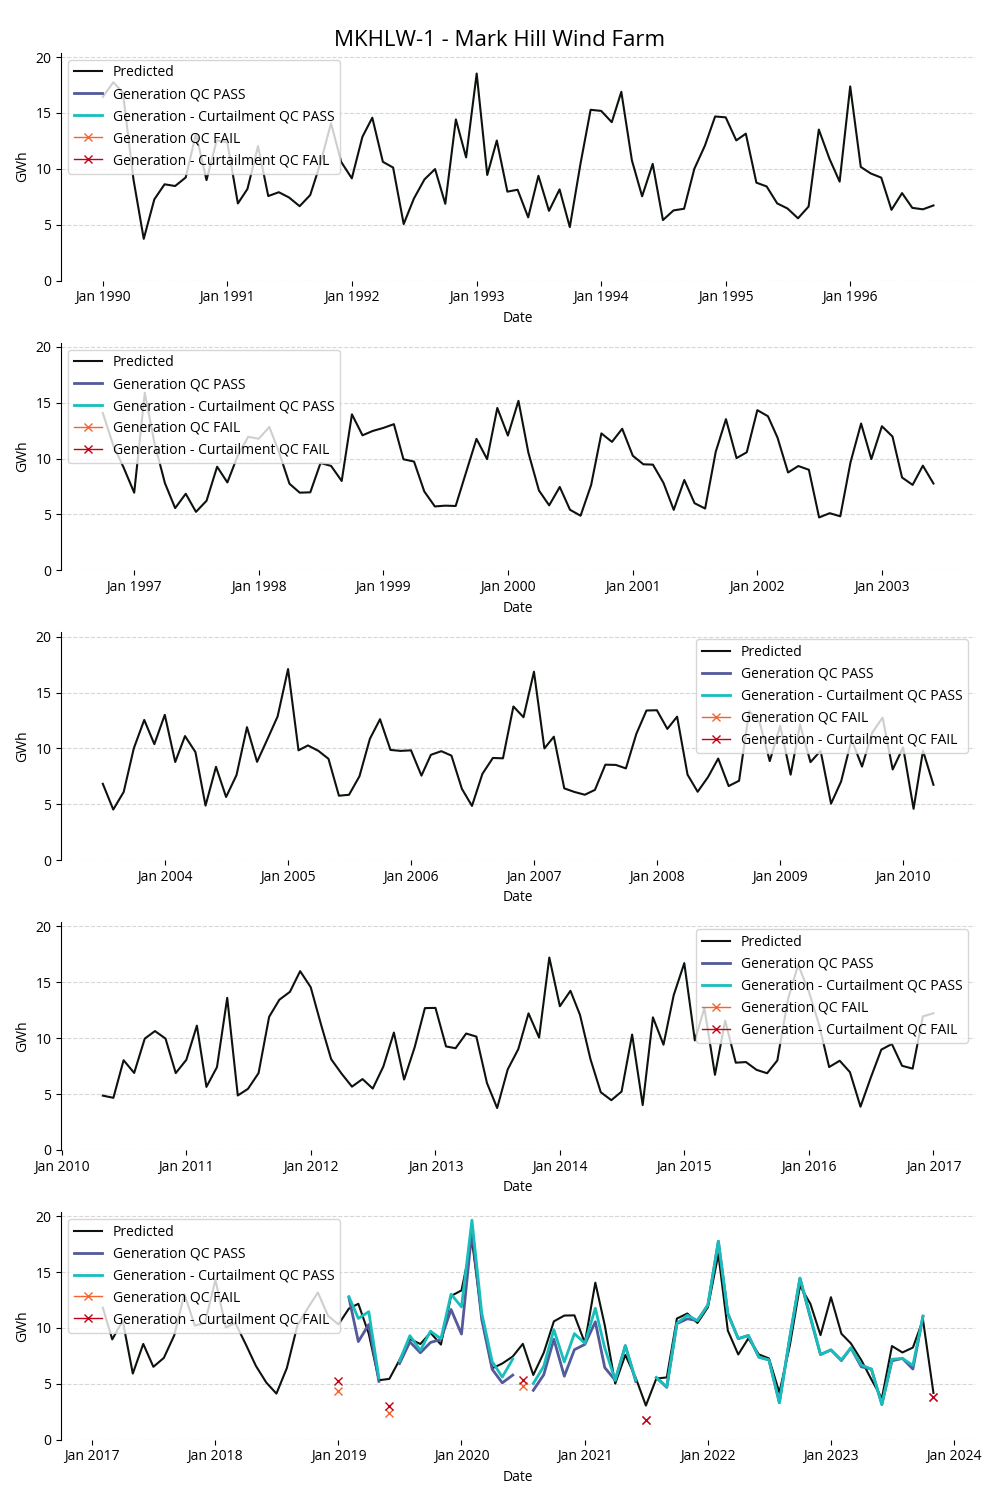 MKHLW-1 - Mark Hill Wind Farm
20
15
10
5
0
GWh
Predicted
Generation QC PASS
Generation - Curtailment QC PASS
Generation QC FAIL
Generation - Curtailment QC FAIL
Jan 1990 Jan 1991 Jan 1992 Jan 1993 Jan 1994 Jan 1995 Jan 1996
Date
20
15
10
5
0
GWh
Predicted
Generation QC PASS
Generation - Curtailment QC PASS
Generation QC FAIL
Generation - Curtailment QC FAIL
Jan 1997 Jan 1998 Jan 1999 Jan 2000 Jan 2001 Jan 2002 Jan 2003
Date
20
15
10
5
0
GWh
Predicted
Generation QC PASS
Generation - Curtailment QC PASS
Generation QC FAIL
Generation - Curtailment QC FAIL
Jan 2004 Jan 2005 Jan 2006 Jan 2007 Jan 2008 Jan 2009 Jan 2010
Date
20
15
10
5
0
GWh
Predicted
Generation QC PASS
Generation - Curtailment QC PASS
Generation QC FAIL
Generation - Curtailment QC FAIL
Jan 2010 Jan 2011 Jan 2012 Jan 2013 Jan 2014 Jan 2015 Jan 2016 Jan 2017
Date
20
15
10
5
0
GWh
Predicted
Generation QC PASS
Generation - Curtailment QC PASS
Generation QC FAIL
Generation - Curtailment QC FAIL
Jan 2017 Jan 2018 Jan 2019 Jan 2020 Jan 2021 Jan 2022 Jan 2023 Jan 2024
Date